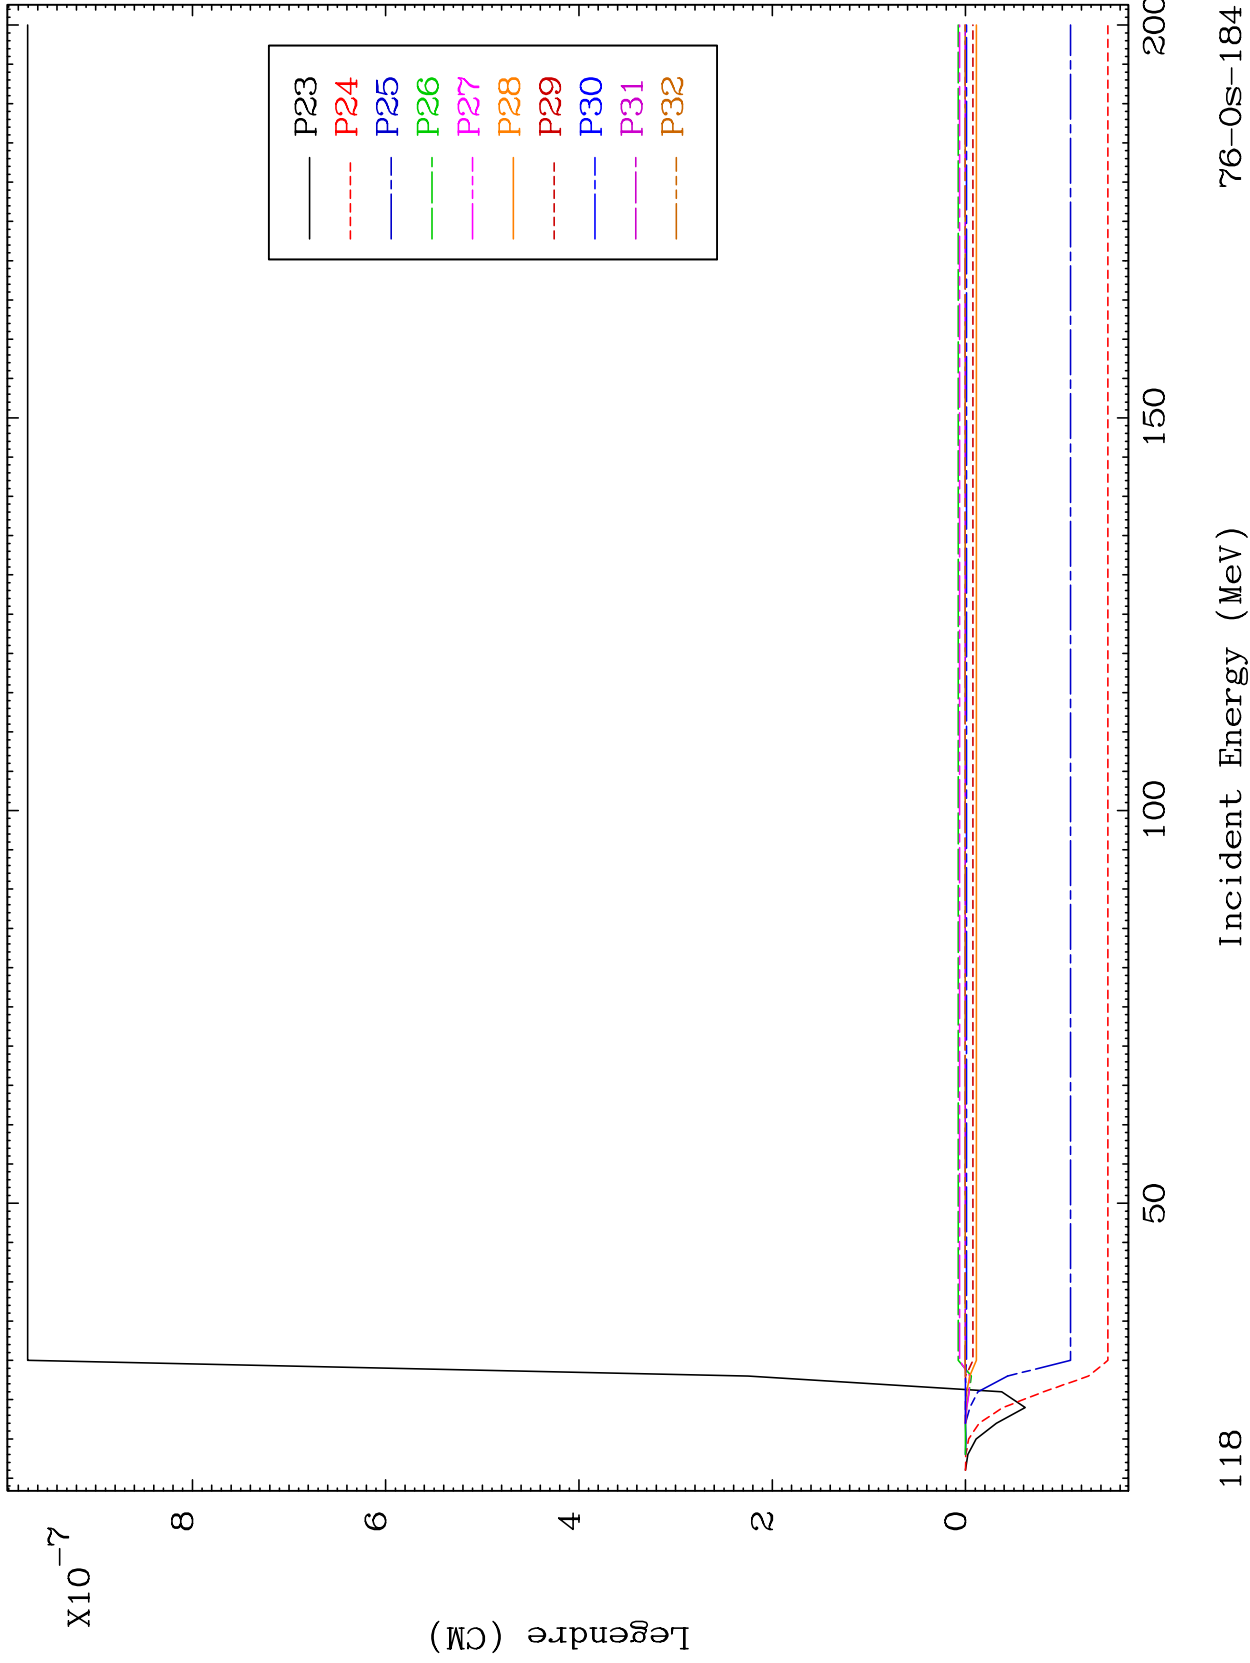 X10-7
Legendre (CM)
8
6
4
2
0
P23
P24
P25
P26
P27
P28
P29
P30
P31
P32
50
100
150
200
Incident Energy (MeV)
118
76-Os-184